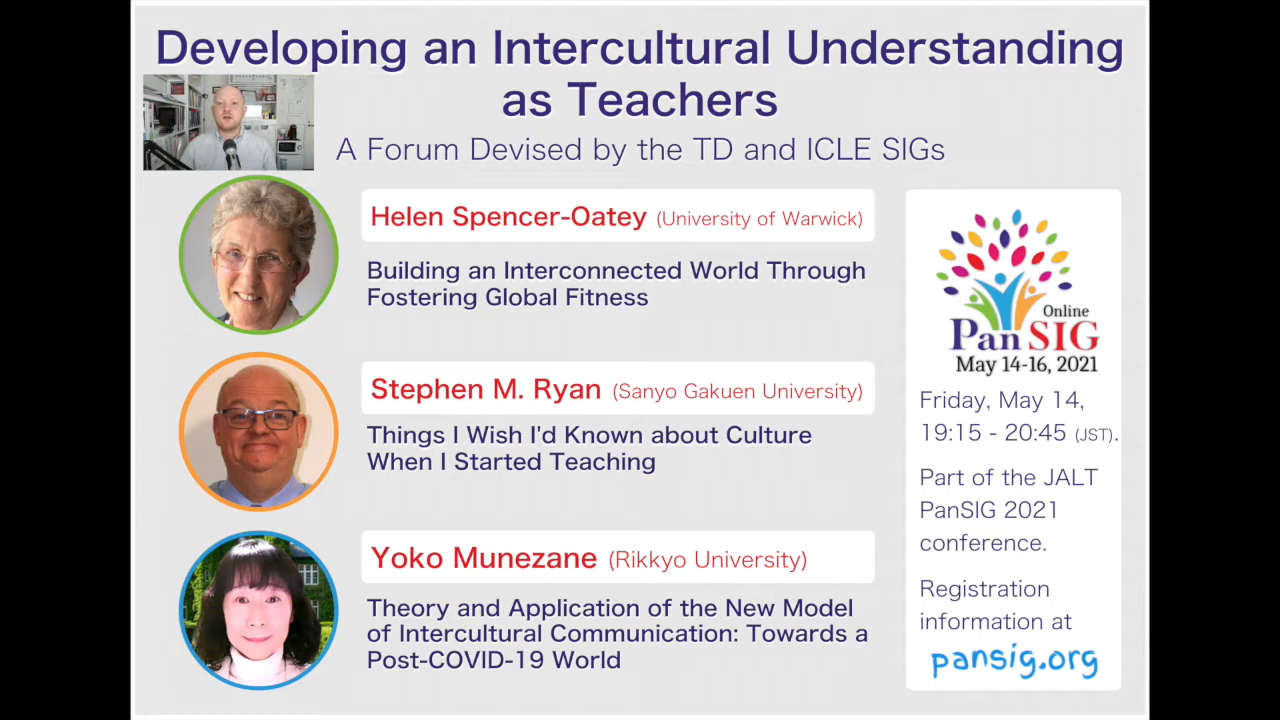 Developing an Intercultural Understanding
as Teachers
A Forum Devised by the TD and ICLE SIGs
Helen Spencer-Oatey (University of Warwick)
Building an Interconnected World Through
Fostering Global Fitness
Stephen M. Ryan (Sanyo Gakuen University)
Things I Wish I'd Known about Culture
When I Started Teaching
Yoko Munezane (Rikkyo University)
Theory and Application of the New Model
of Intercultural Communication: Towards a
Post-COVID-19 World
Online
PanSIG
May 14-16, 2021
Friday, May 14,
19:15 - 20:45 (JST).
Part of the JALT
PanSIG 2021
conference.
Registration
information at
pansig.org